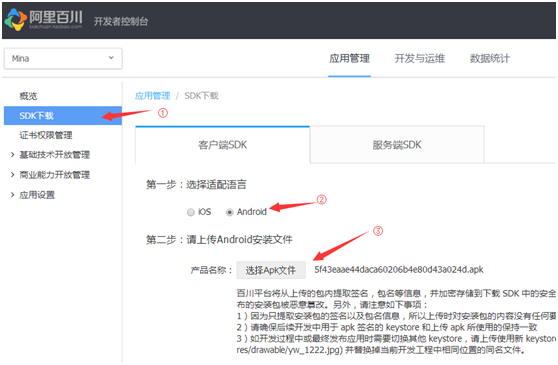 阿里百川 开发者控制台
baichuan.taobao.com
Mina 应用管理 开发与运维 数据统计
概览
SDK下载
证书权限管理
基础技术开放管理
商业能力开放管理
应用设置
应用管理 / SDK下载
①
客户端SDK 服务端SDK
第一步：选择适配语言
iOS Android ②
第二步：请上传Android安装文件
③
产品名称： 选择Apk文件 5f43eaae44daca60206b4e80d43a024d.apk
百川平台将从上传的包内提取签名，包名等信息，并加密存储到下载 SDK 中的安全
布的安装包被恶意篡改。另外，请注意如下事项：
1）因为只提取安装包的签名以及包名信息，所以上传时对安装包的内容没有任何要
2）请确保后续开发中用于 apk 签名的 keystore 和上传 apk 所使用的保持一致
3）如开发过程中或最终发布应用时需要切换其他 keystore，请上传使用新 keystore
res/drawable/yw_1222.jpg) 并替换掉当前开发工程中相同位置的同名文件。